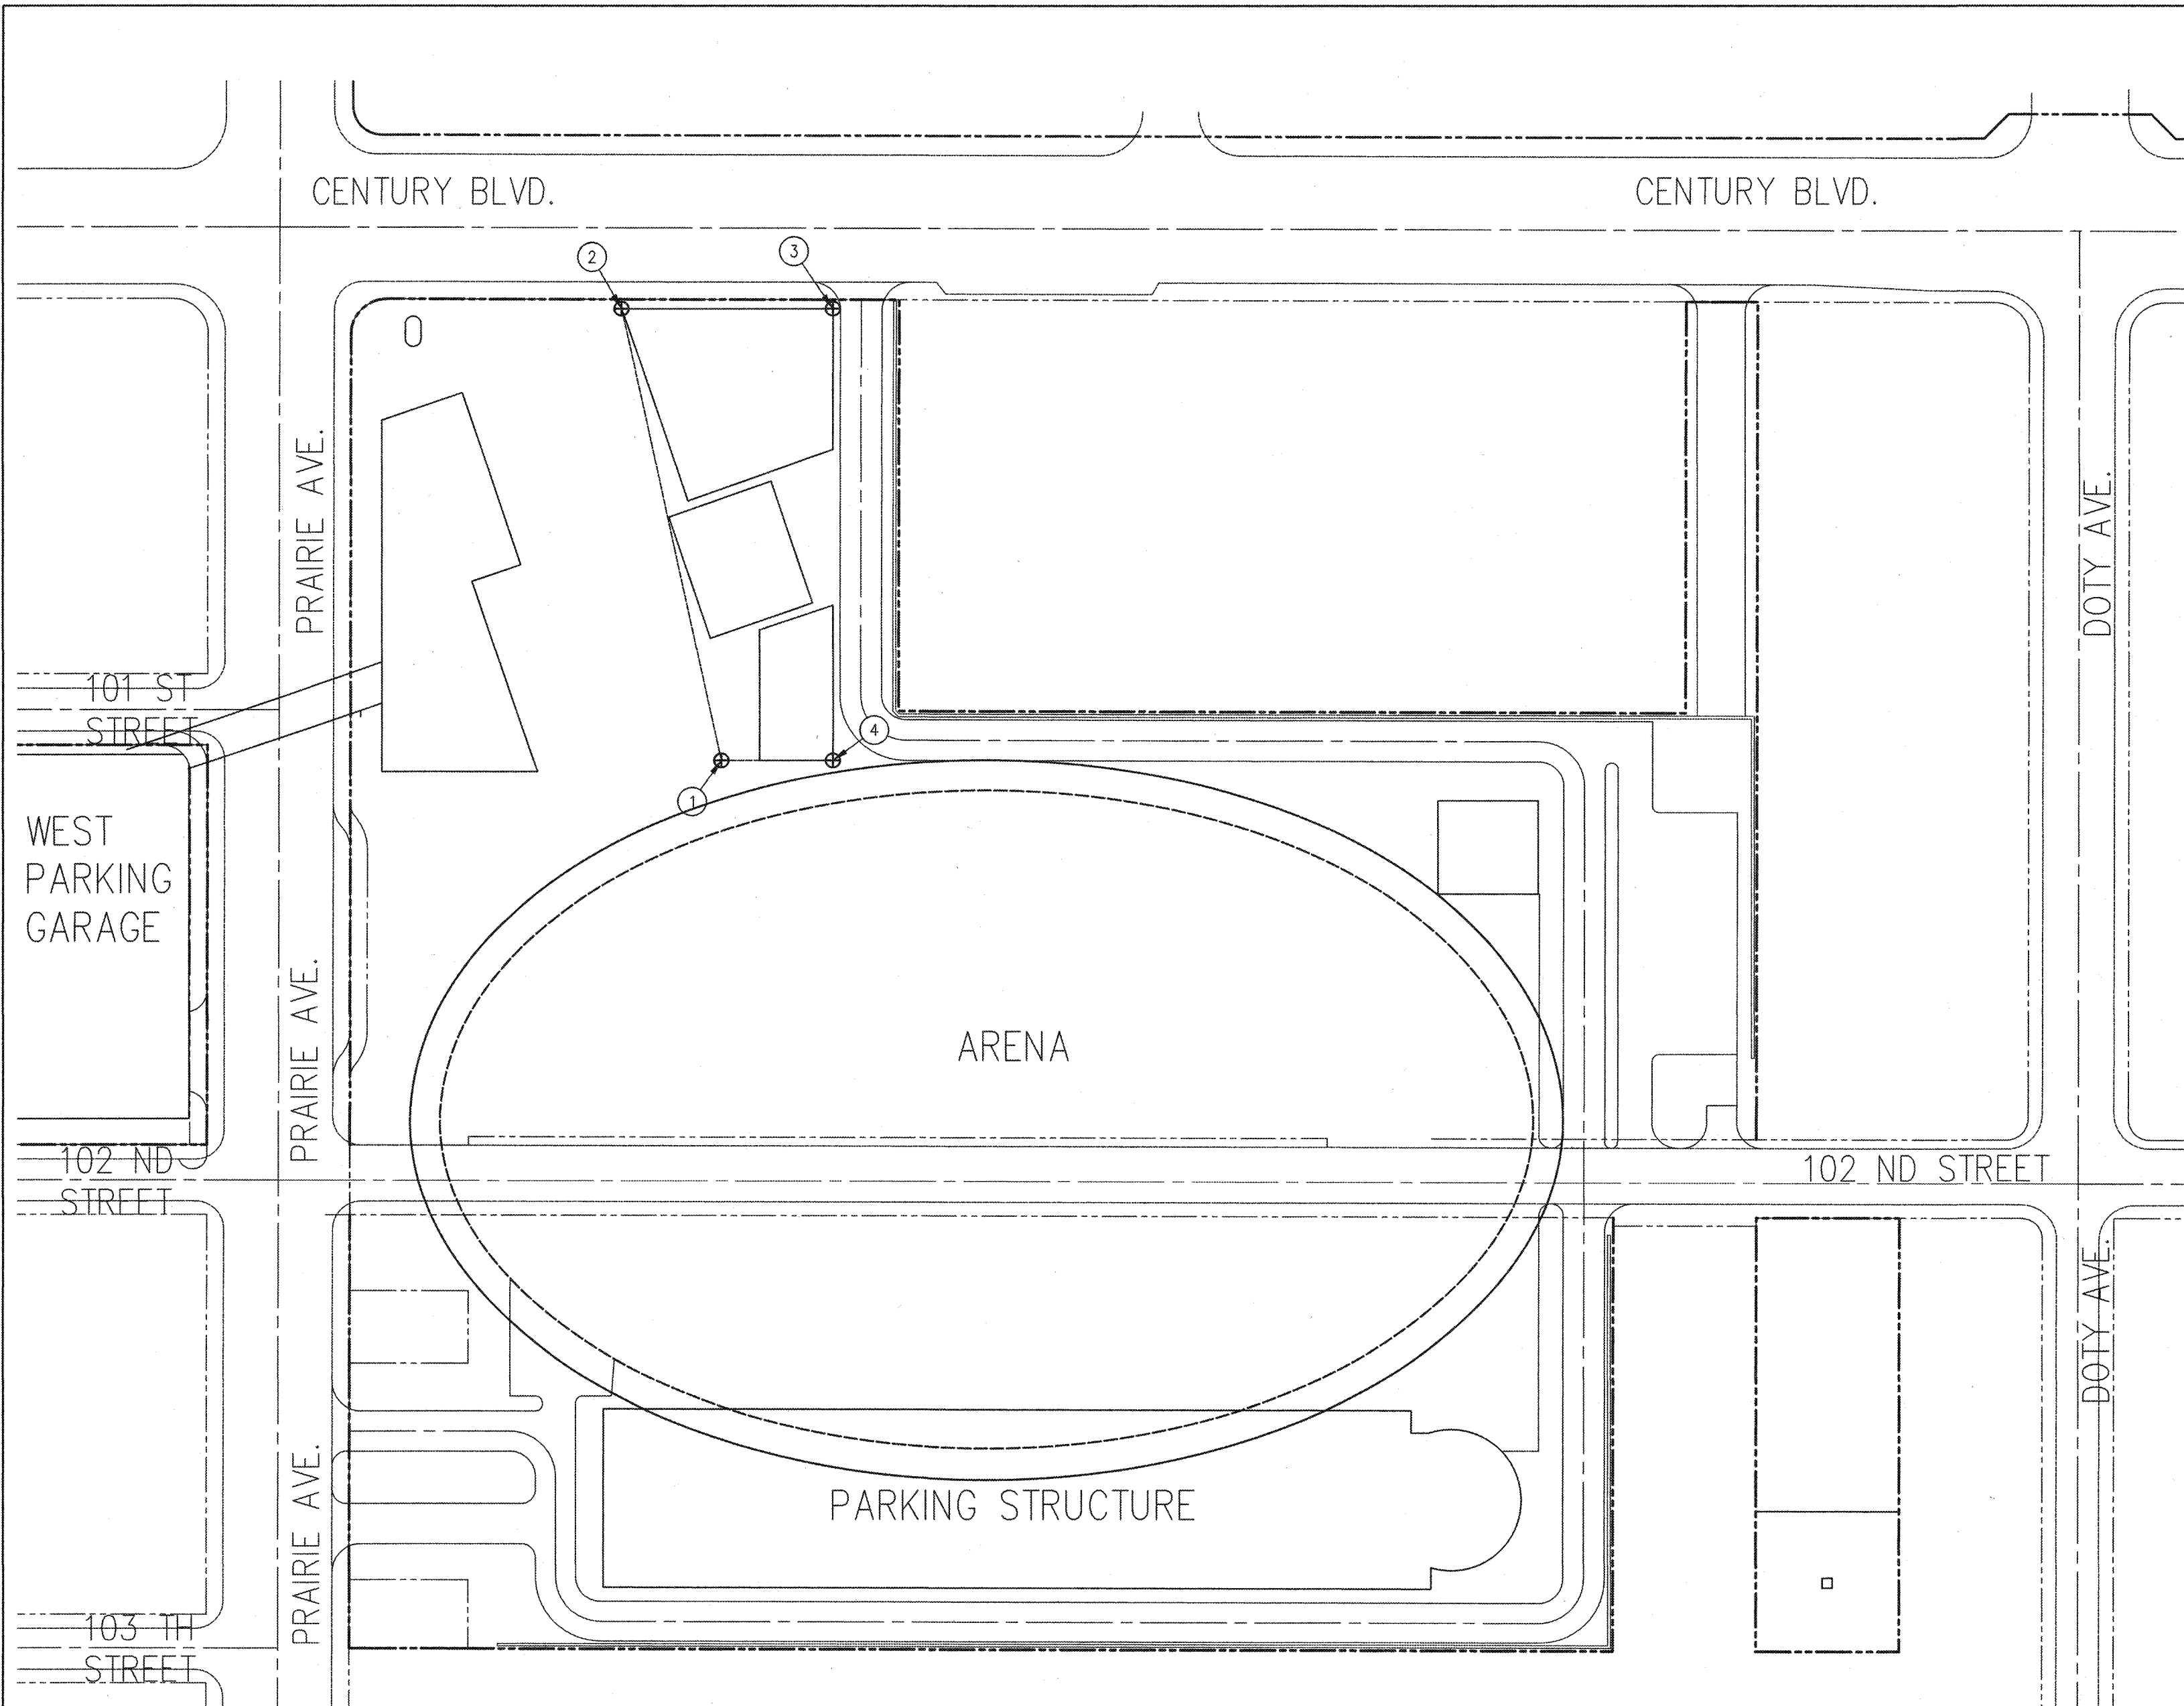 CENTURY BLVD.
CENTURY BLVD.
2
3
PRAIRIE AVE.
DOTY AVE.
101 ST
STREET
4
1
WEST
PARKING
GARAGE
PRAIRIE AVE.
ARENA
102 ND
STREET
102 ND STREET
DOTY AVE.
PRAIRIE AVE.
PARKING STRUCTURE
103 TH
STREET